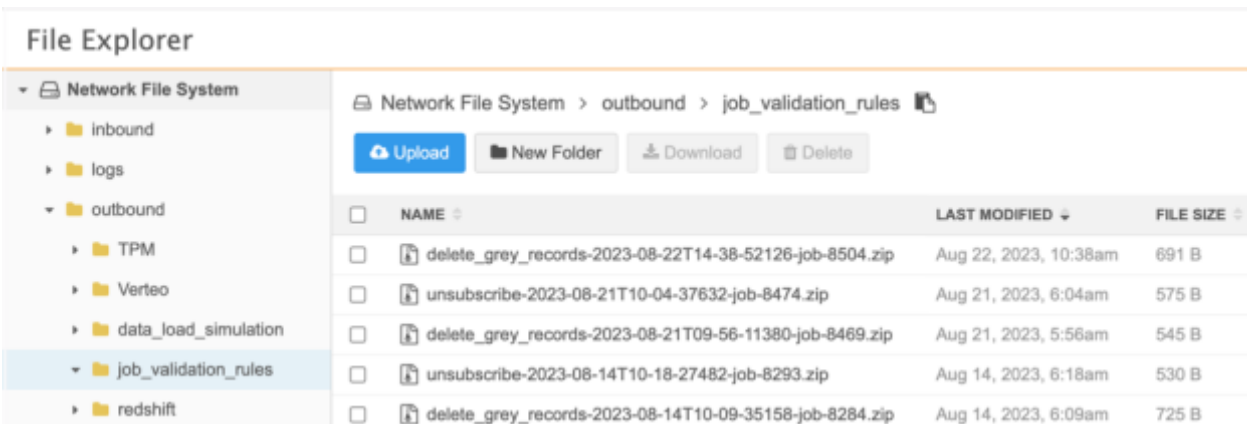 File Explorer
Network File System
inbound
logs
outbound
TPM
Verteo
data_load_simulation
job_validation_rules
redshift
Network File System > outbound > job_validation_rules
Upload New Folder Download Delete
NAME LAST MODIFIED FILE SIZE
delete_grey_records-2023-08-22T14-38-52126-job-8504.zip Aug 22, 2023, 10:38am 691 B
unsubscribe-2023-08-21T10-04-37632-job-8474.zip Aug 21, 2023, 6:04am 575 B
delete_grey_records-2023-08-21T09-56-11380-job-8469.zip Aug 21, 2023, 5:56am 545 B
unsubscribe-2023-08-14T10-18-27482-job-8293.zip Aug 14, 2023, 6:18am 530 B
delete_grey_records-2023-08-14T10-09-35158-job-8284.zip Aug 14, 2023, 6:09am 725 B